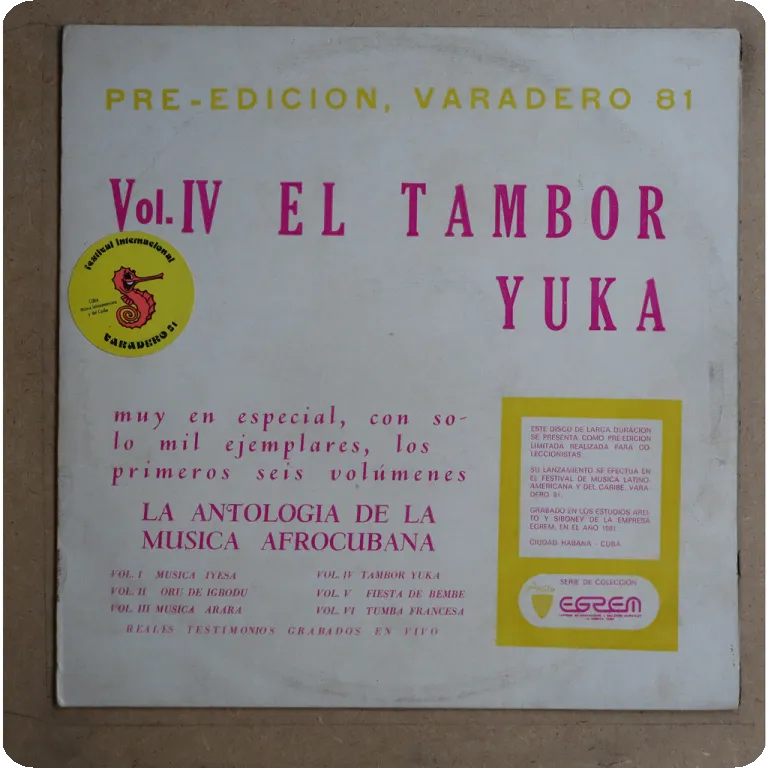 PRE-EDICION, VARADERO 81
Vol. IV EL TAMBOR
YUKA
festival internacional
VARADERO 81
muy en especial, con so-
lo mil ejemplares, los
primeros seis volúmenes
LA ANTOLOGIA DE LA
MUSICA AFROCUBANA
VOL. I MUSICA IYESA
VOL. II ORU DE IGBODU
VOL. III MUSICA ARARA
VOL. IV TAMBOR YUKA
VOL. V FIESTA DE BEMBE
VOL. VI TUMBA FRANCESA
REALES TESTIMONIOS GRABADOS EN VIVO
ESTE DISCO DE LARGA DURACION
SE PRESENTA COMO PRE-EDICION
LIMITADA REALIZADA PARA CO-
LECCIONISTAS.
SU LANZAMIENTO SE EFECTUA EN
EL FESTIVAL DE MUSICA LATINO-
AMERICANA Y DEL CARIBE, VARA-
DERO 81.
GRABADO EN LOS ESTUDIOS AREI-
TO Y SIBONEY DE LA EMPRESA
EGREM, EN EL AÑO 1981
CIUDAD HABANA - CUBA
SERIE DE COLECCION
EGREM